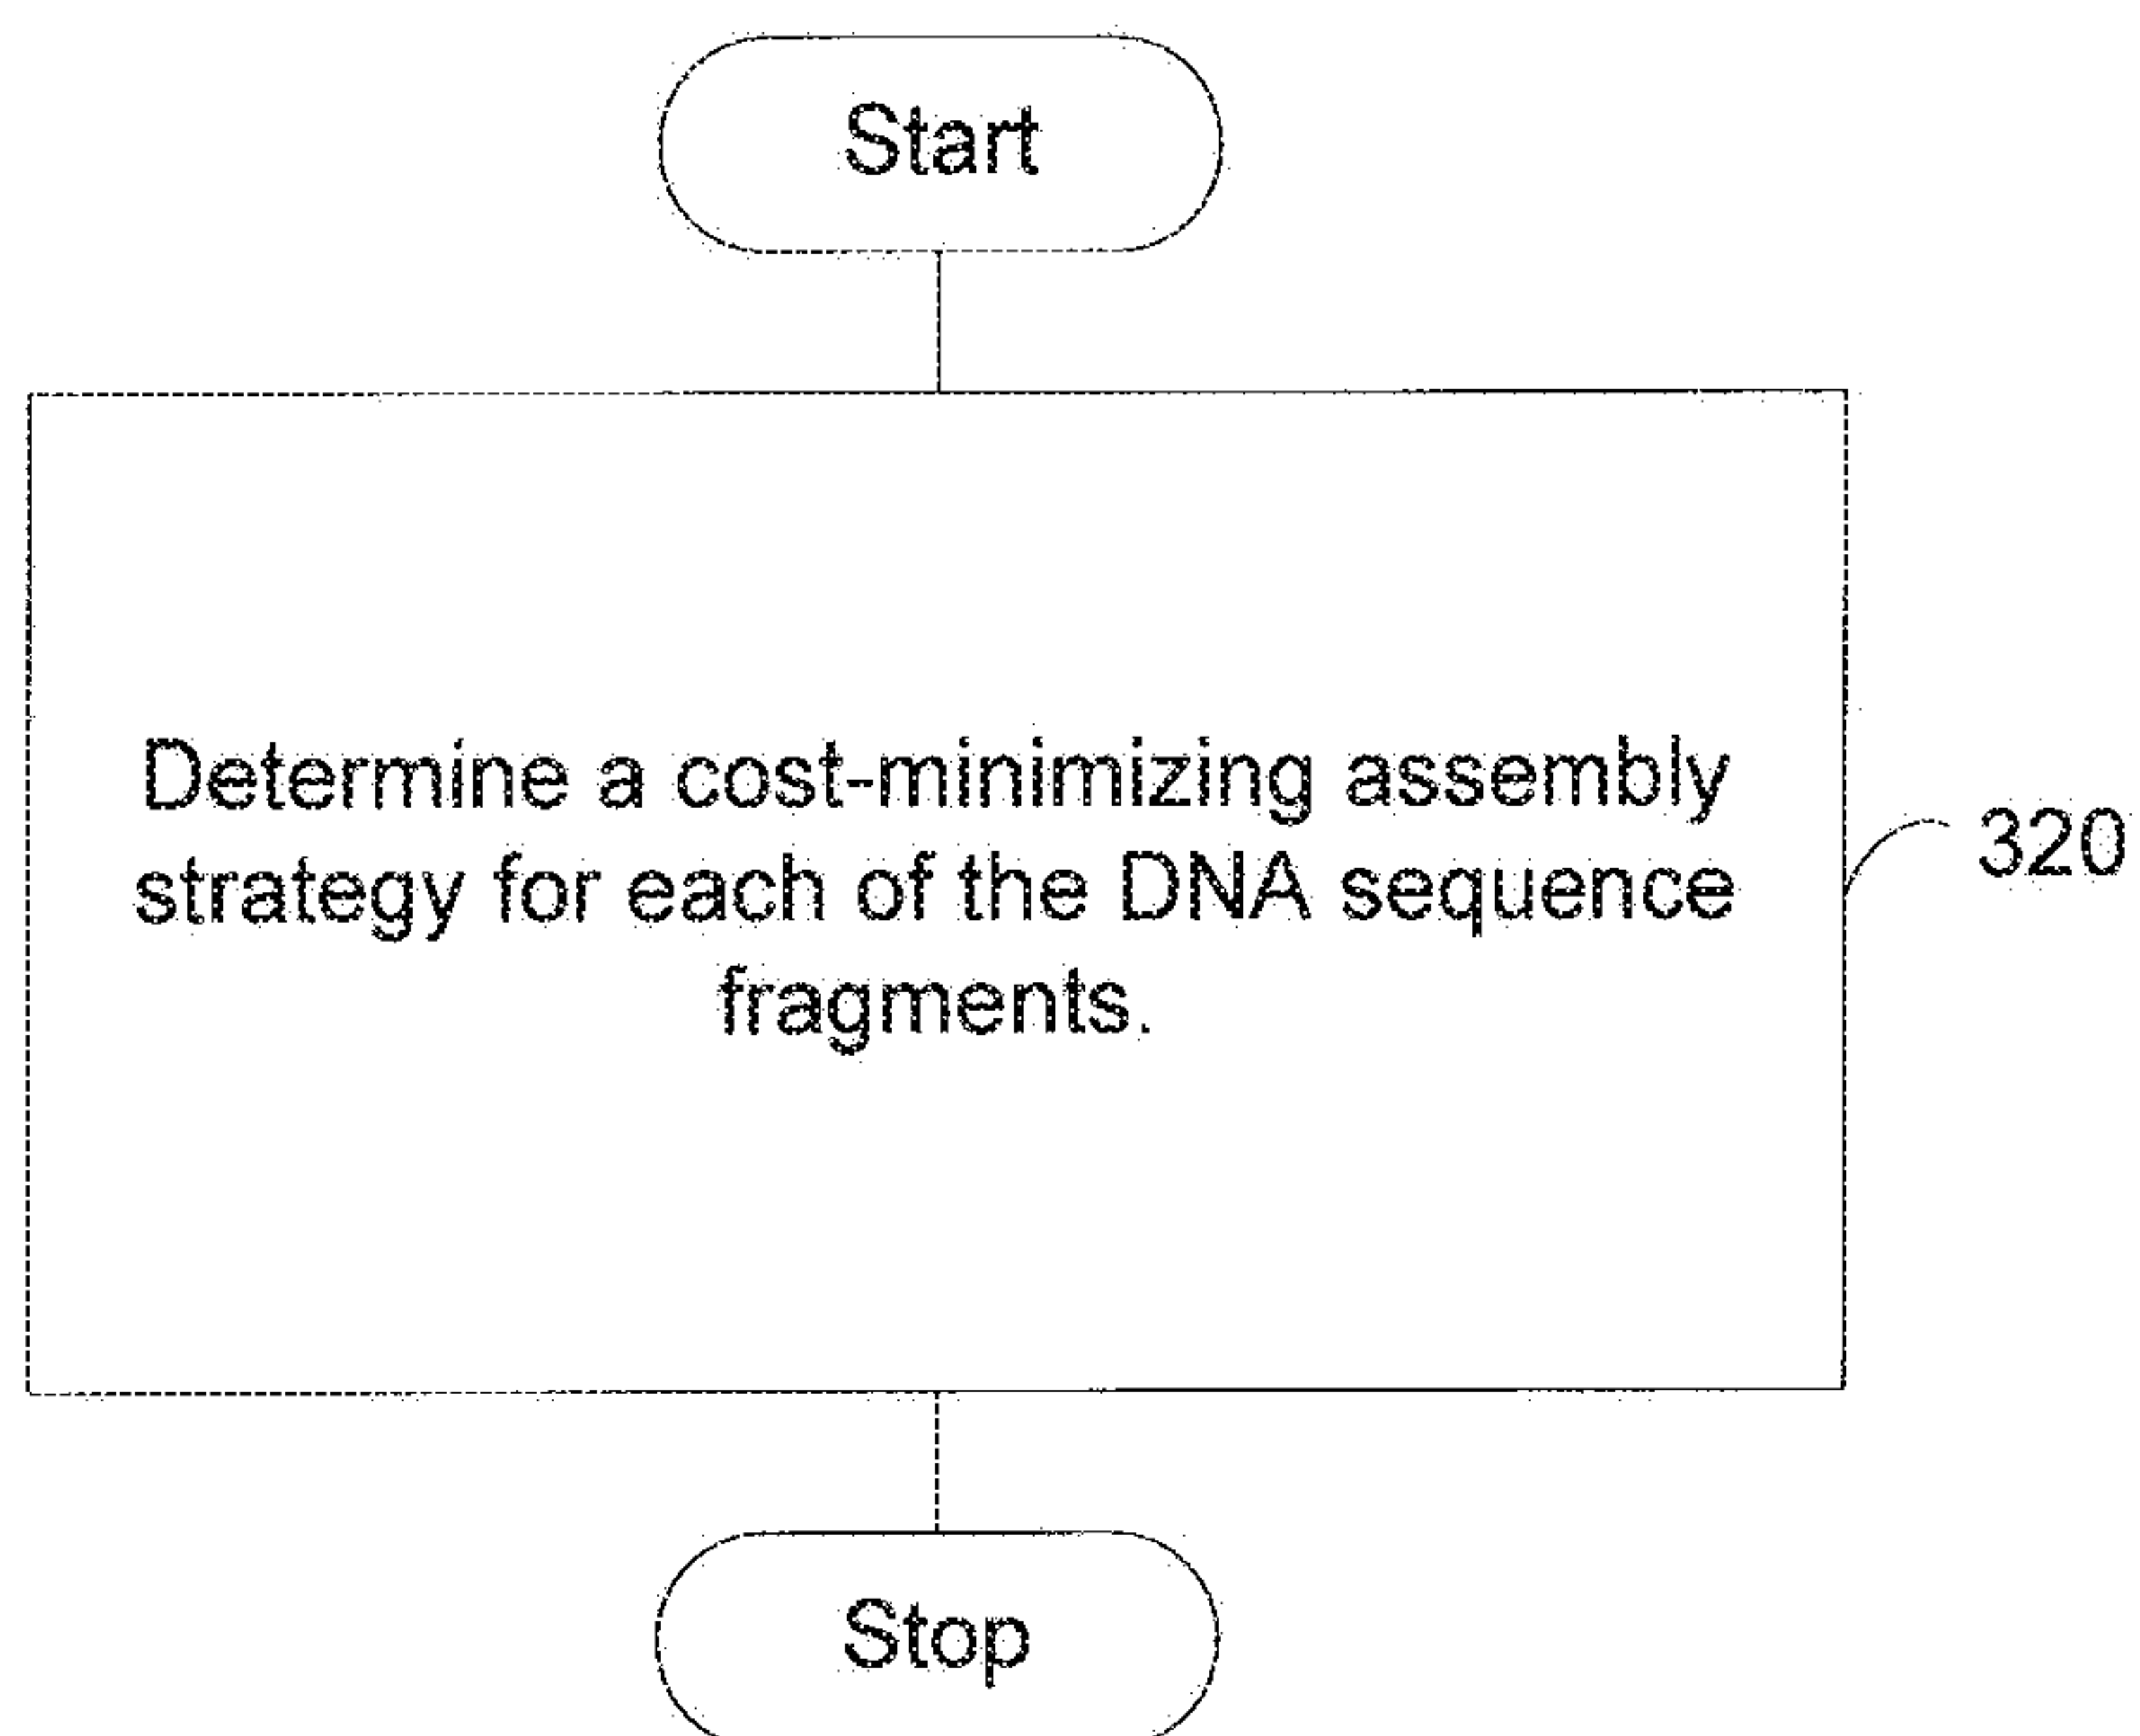 Start
Determine a cost-minimizing assembly
strategy for each of the DNA sequence
fragments.
320
Stop